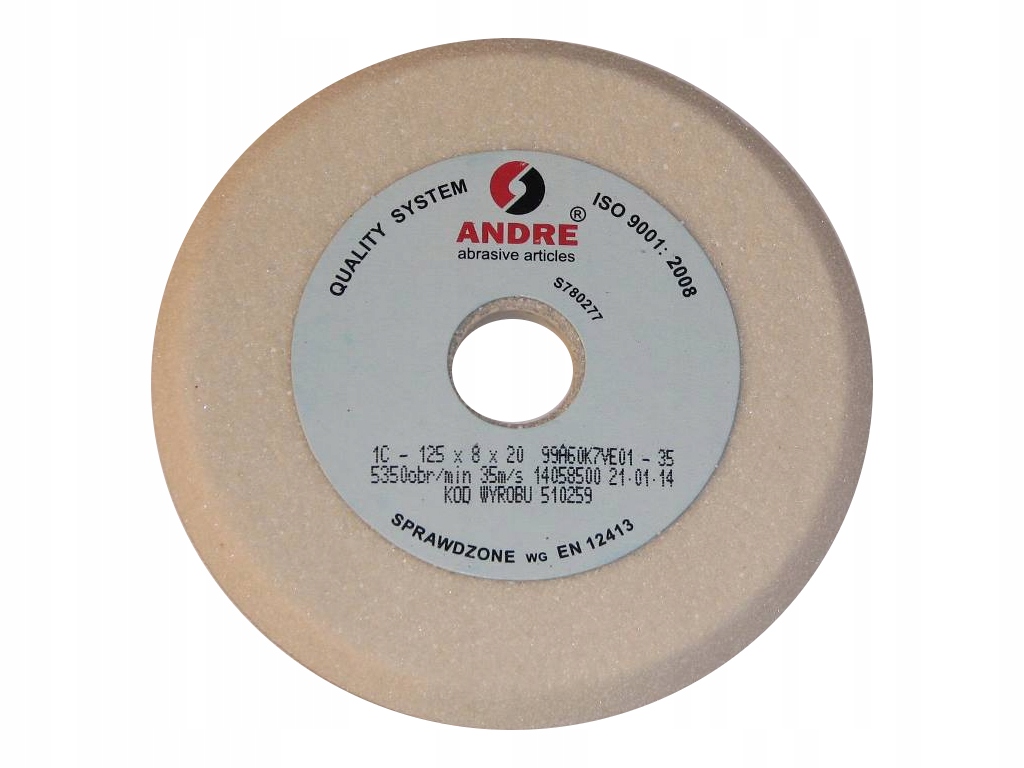 QUALITY SYSTEM
ISO 9001: 2008
ANDRE®
abrasive articles
S780277
1C - 125 x 8 x 20 99A60K7VE01 - 35
5350obr/min 35m/s 14058500 21·01·14
KOD WYROBU 510259
SPRAWDZONE WG EN 12413